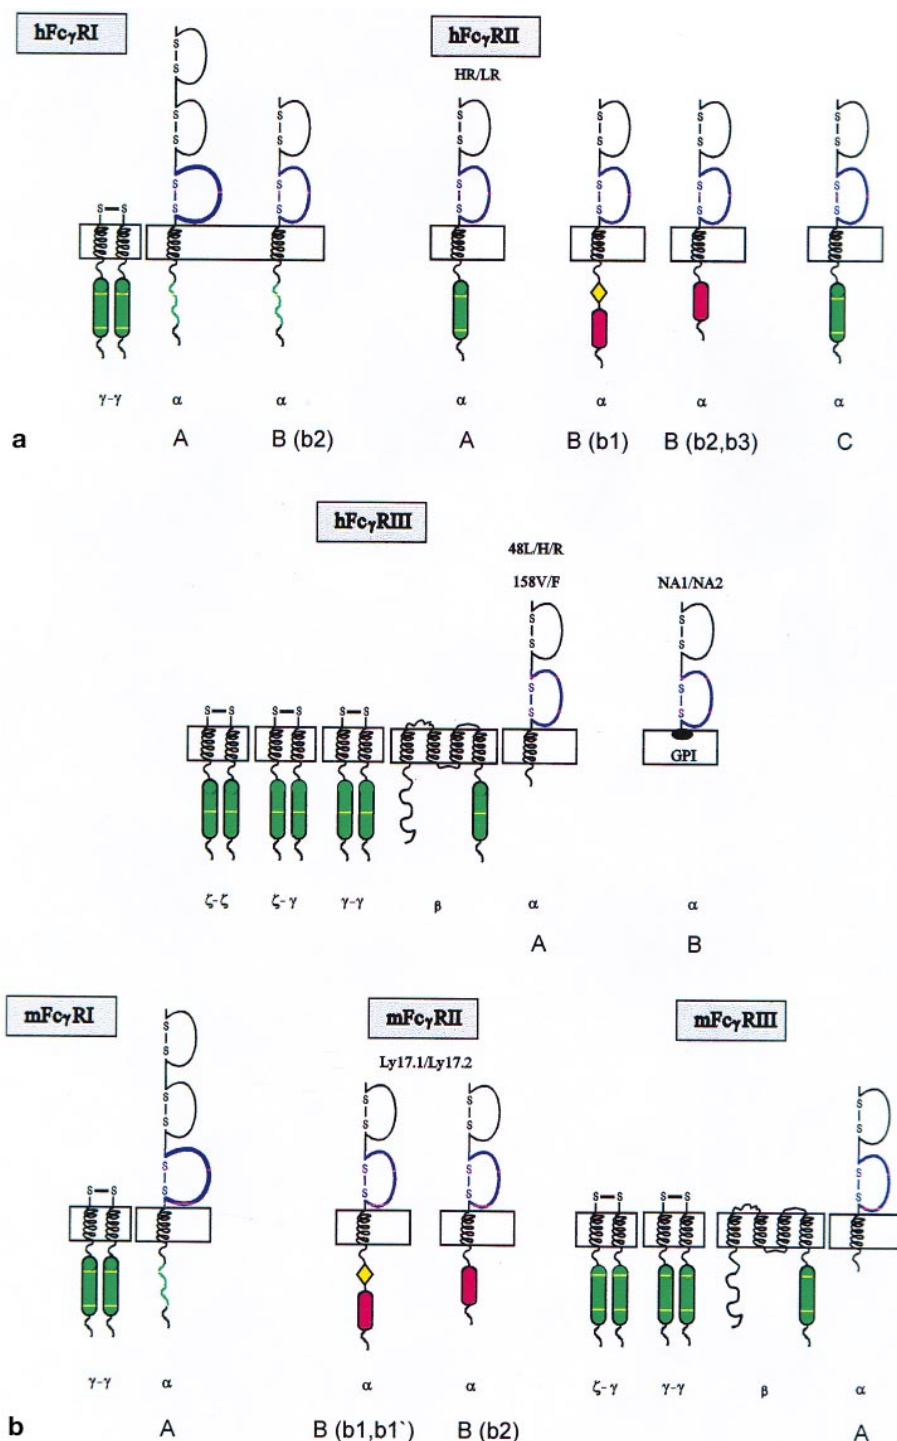 hFcγRI
hFcγRII
HR/LR
S S
S S
S S
S S
S S
S S
S S
S S
S S
S S
S S
S S
S S
S–S
γ-γ α α α α α α
a A B (b2) A B (b1) B (b2,b3) C
hFcγRIII
48L/H/R
158V/F NA1/NA2
S S
S S
S S
S S
S–S S–S S–S
GPI
ζ-ζ ζ-γ γ-γ β α α
A B
mFcγRI mFcγRII mFcγRIII
Ly17.1/Ly17.2
S S
S S
S S
S S
S S
S S
S S
S S
S S
S–S S–S S–S
γ-γ α α α ζ-γ γ-γ β α
b A B (b1,b1`) B (b2) A